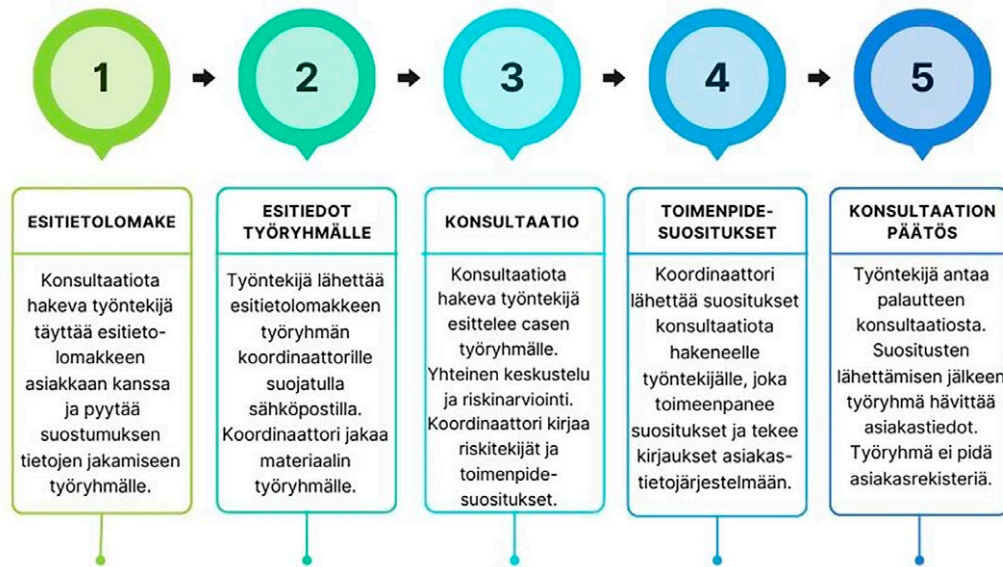 1
2
3
4
5
ESITIETOLOMAKE
Konsultaatiota
hakeva työntekijä
täyttää esitieto-
lomakkeen
asiakkaan kanssa
ja pyytää
suostumuksen
tietojen jakamiseen
työryhmälle.
ESITIEDOT
TYÖRYHMÄLLE
Työntekijä lähettää
esitietolomakkeen
työryhmän
koordinaattorille
suojatulla
sähköpostilla.
Koordinaattori jakaa
materiaalin
työryhmälle.
KONSULTAATIO
Konsultaatiota
hakeva työntekijä
esittelee casen
työryhmälle.
Yhteinen keskustelu
ja riskinarviointi.
Koordinaattori kirjaa
riskitekijät ja
toimenpide-
suositukset.
TOIMENPIDE-
SUOSITUKSET
Koordinaattori
lähettää suositukset
konsultaatiota
hakeneelle
työntekijälle, joka
toimeenpanee
suositukset ja tekee
kirjaukset asiakas-
tietojärjestelmään.
KONSULTAATION
PÄÄTÖS
Työntekijä antaa
palautteen
konsultaatiosta.
Suositusten
lähettämisen jälkeen
työryhmä hävittää
asiakastiedot.
Työryhmä ei pidä
asiakasrekisteriä.